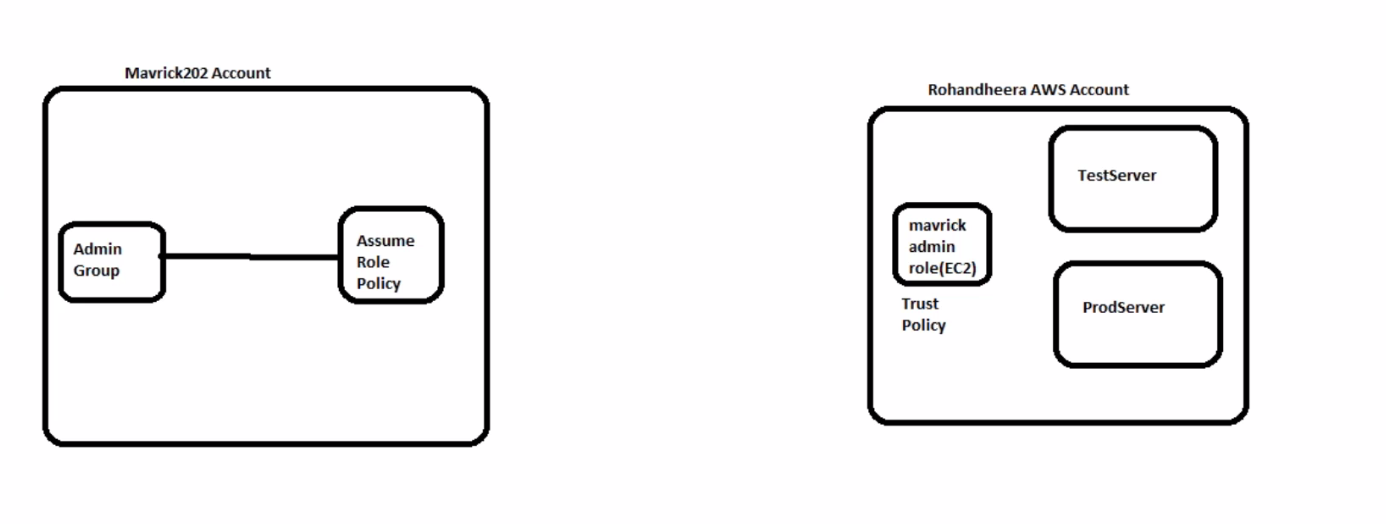 Mavrick202 Account
Admin
Group
Assume
Role
Policy
Rohandheera AWS Account
mavrick
admin
role(EC2)
Trust
Policy
TestServer
ProdServer